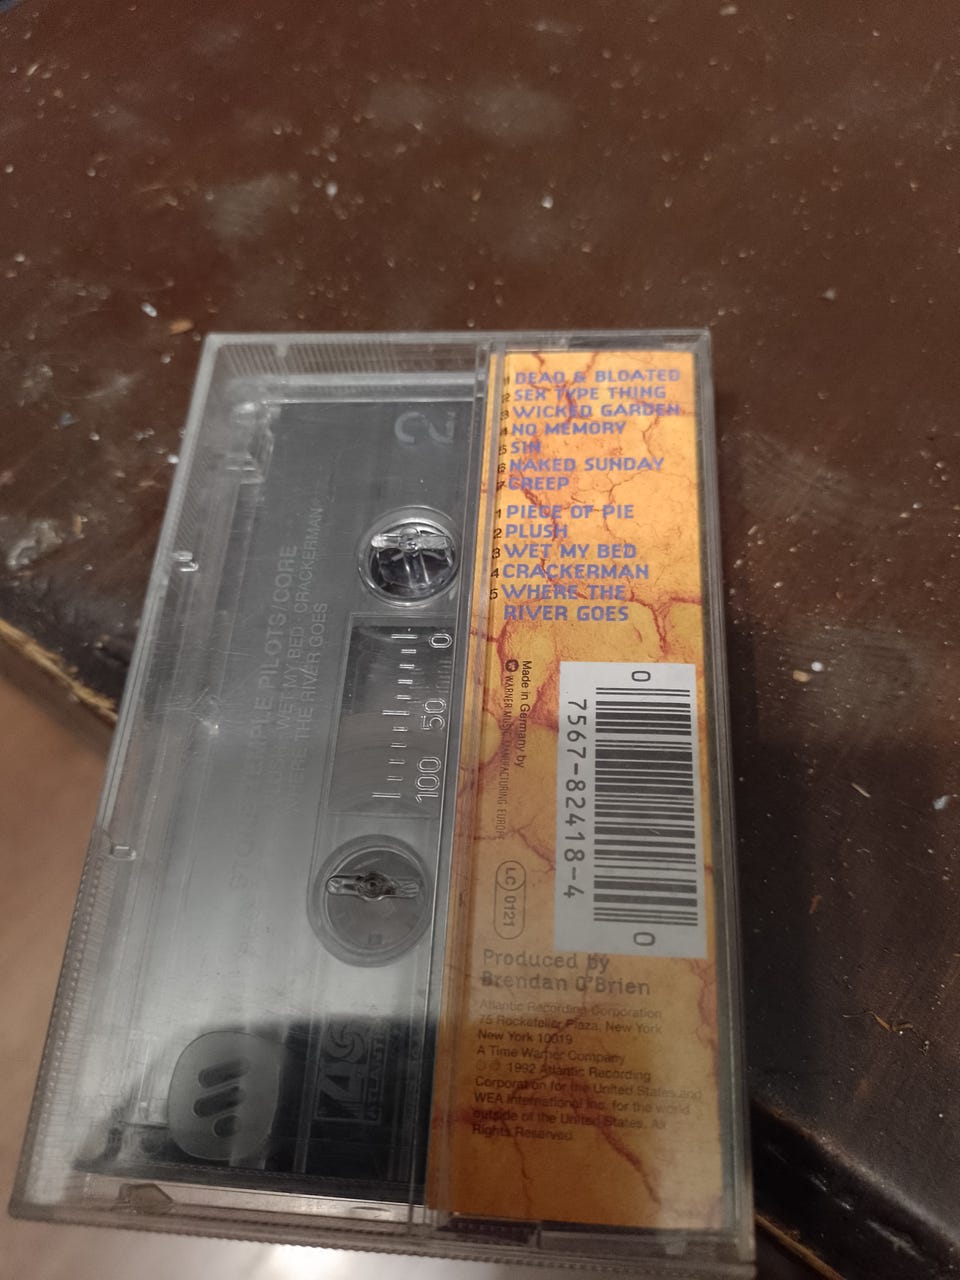 1 DEAD & BLOATED
2 SEX TYPE THING
3 WICKED GARDEN
4 NO MEMORY
5 SIN
6 NAKED SUNDAY
7 CREEP
1 PIECE OF PIE
2 PLUSH
3 WET MY BED
4 CRACKERMAN
5 WHERE THE
RIVER GOES
Made in Germany by
WARNER MUSIC MANUFACTURING EUROPE
0
7567-82418-4
0
LC 0121
Produced by
Brendan O'Brien
Atlantic Recording Corporation
75 Rockefeller Plaza, New York
New York 10019
A Time Warner Company
1992 Atlantic Recording
Corporation for the United States and
WEA International Inc. for the world
outside of the United States. All
Rights Reserved.
2
PILOTS/CORE
WET MY BED. CRACKERMAN
THE RIVER GOES
0
50
100
ATLANTIC